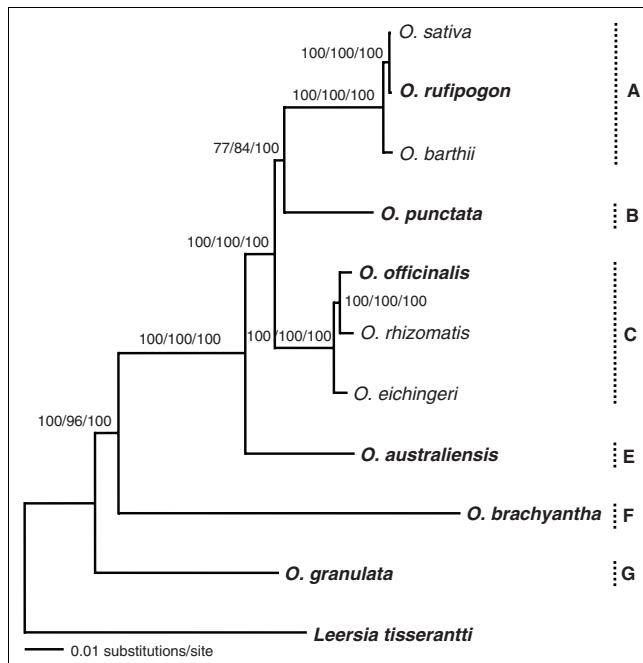 O. sativa
100/100/100
O. rufipogon
A
100/100/100
O. barthii
77/84/100
O. punctata
B
100/100/100
O. officinalis
100/100/100
100/100/100
O. rhizomatis
C
100/100/100
O. eichingeri
100/96/100
O. australiensis
E
O. brachyantha
F
O. granulata
G
Leersia tisserantti
0.01 substitutions/site